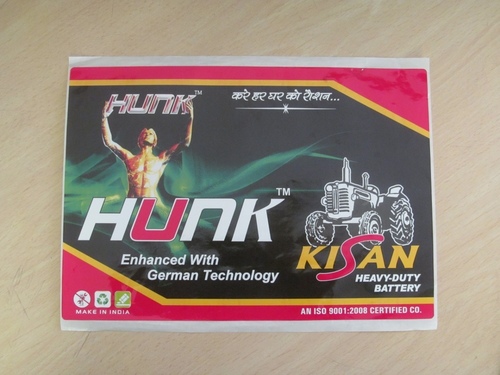 HUNK™
करे हर घर को रौशन...
HUNK™
Enhanced With
German Technology
KISAN
HEAVY-DUTY
BATTERY
MAKE IN INDIA
AN ISO 9001:2008 CERTIFIED CO.